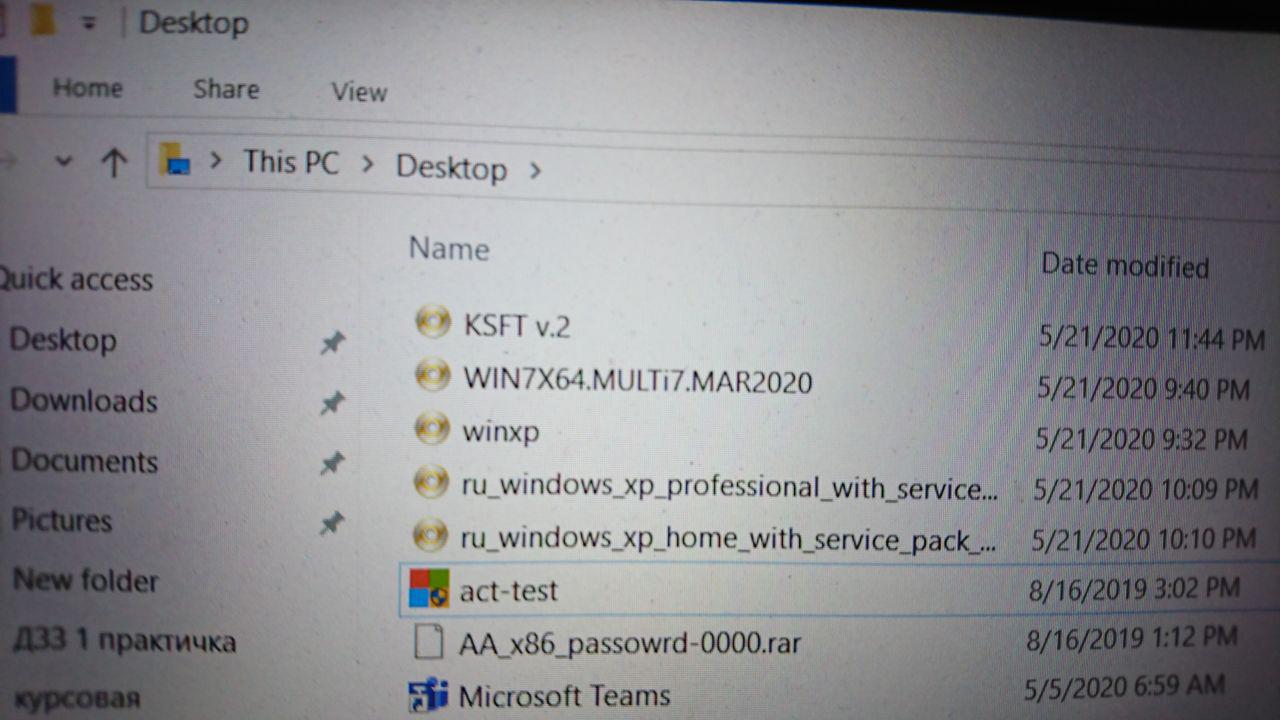 Desktop
Home Share View
This PC Desktop
Name Date modified
Quick access
KSFT v.2 5/21/2020 11:44 PM
Desktop
WIN7X64.MULTi7.MAR2020 5/21/2020 9:40 PM
Downloads
winxp 5/21/2020 9:32 PM
Documents
ru_windows_xp_professional_with_service... 5/21/2020 10:09 PM
Pictures
ru_windows_xp_home_with_service_pack_... 5/21/2020 10:10 PM
New folder
act-test 8/16/2019 3:02 PM
ДЗЗ 1 практичка
AA_x86_passowrd-0000.rar 8/16/2019 1:12 PM
курсовая
Microsoft Teams 5/5/2020 6:59 AM